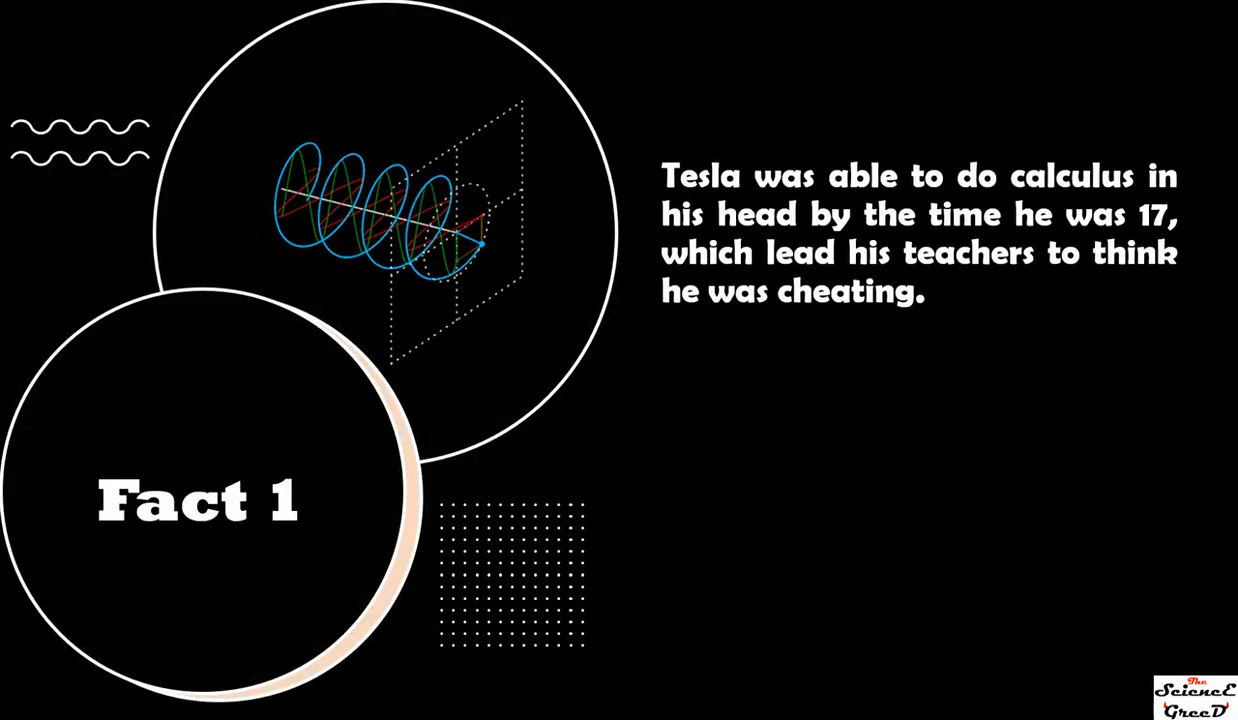 Tesla was able to do calculus in
his head by the time he was 17,
which lead his teachers to think
he was cheating.
Fact 1
The
SciencE
GreeD